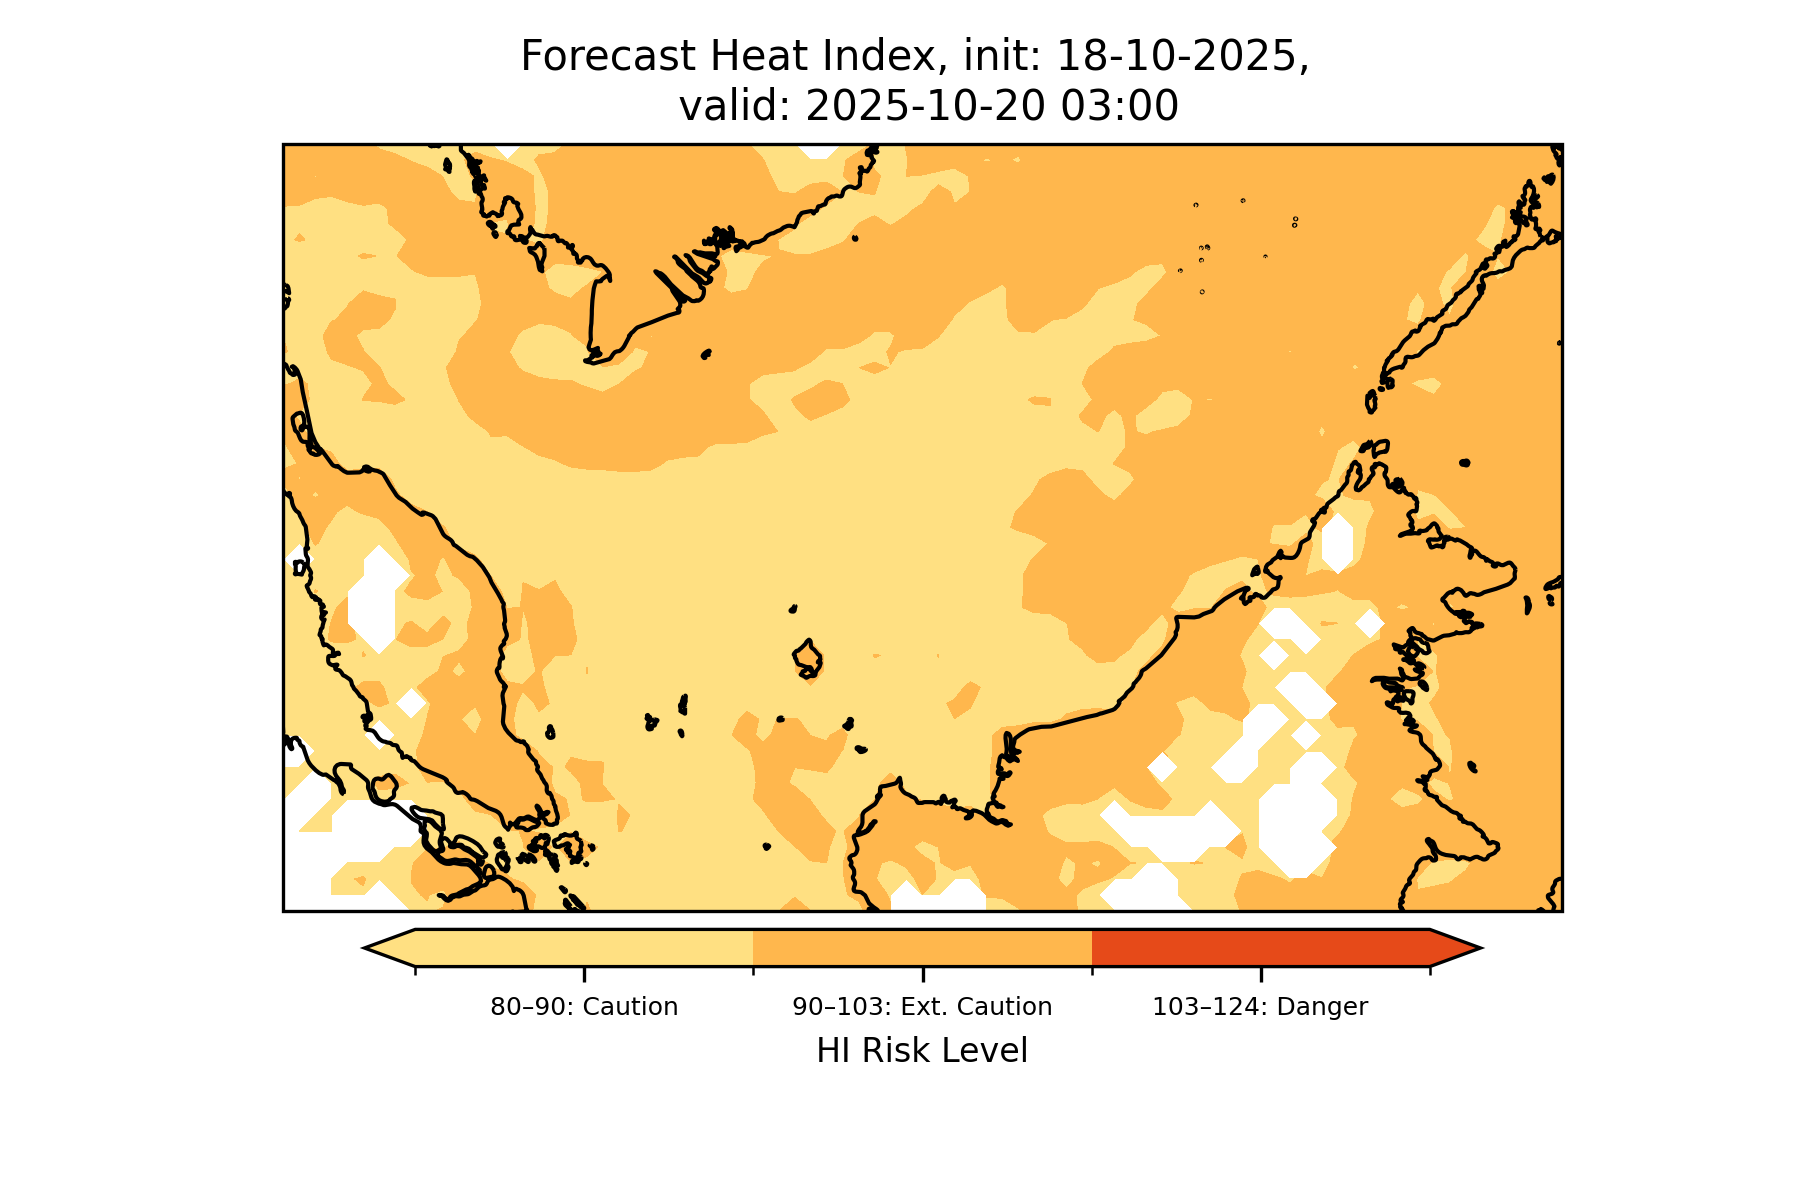 Forecast Heat Index, init: 18-10-2025,
valid: 2025-10-20 03:00
80–90: Caution
90–103: Ext. Caution
103–124: Danger
HI Risk Level